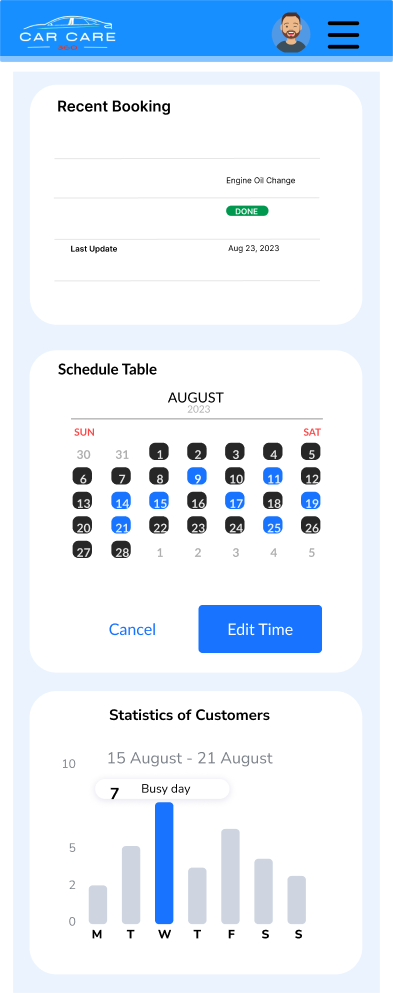 CAR CARE
Recent Booking
Engine Oil Change
DONE
Last Update Aug 23, 2023
Schedule Table
AUGUST
2023
SUN SAT
30 31 1 2 3 4 5
6 7 8 9 10 11 12
13 14 15 16 17 18 19
20 21 22 23 24 25 26
27 28 1 2 3 4 5
Cancel Edit Time
Statistics of Customers
15 August - 21 August
10
7 Busy day
5
2
0
M T W T F S S